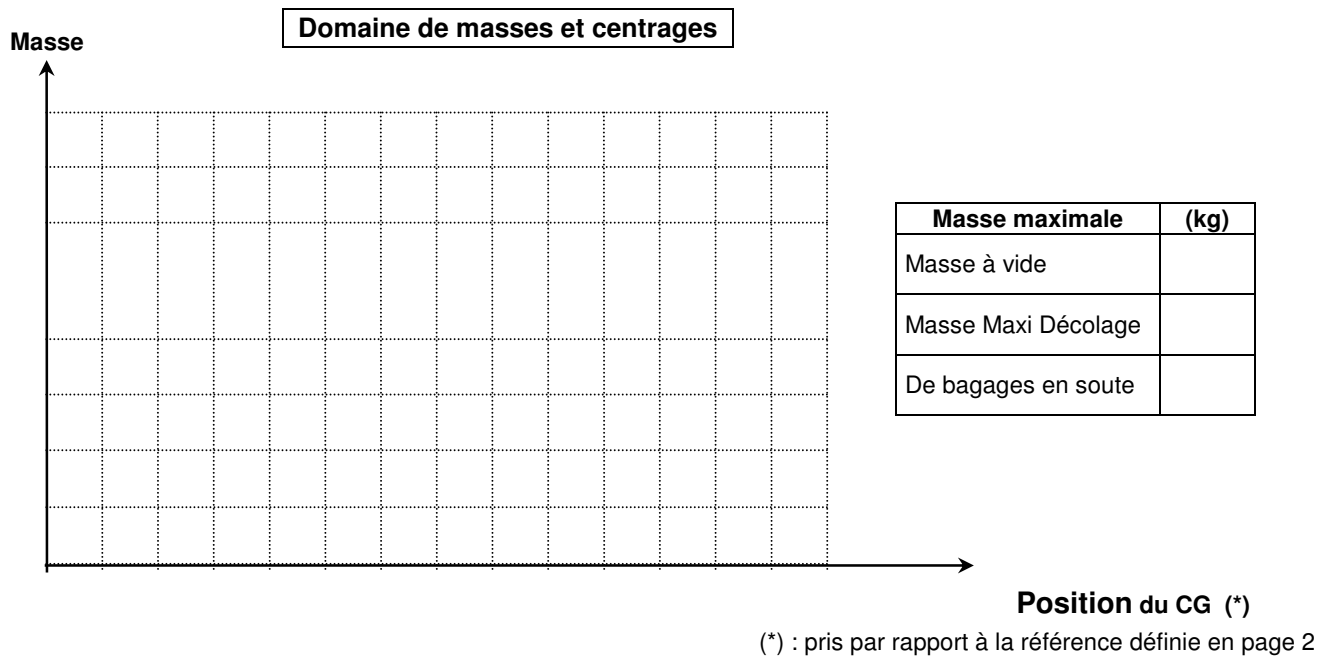 Domaine de masses et centrages
Masse
Masse maximale (kg)
Masse à vide
Masse Maxi Décolage
De bagages en soute
Position du CG (*)
(*) : pris par rapport à la référence définie en page 2